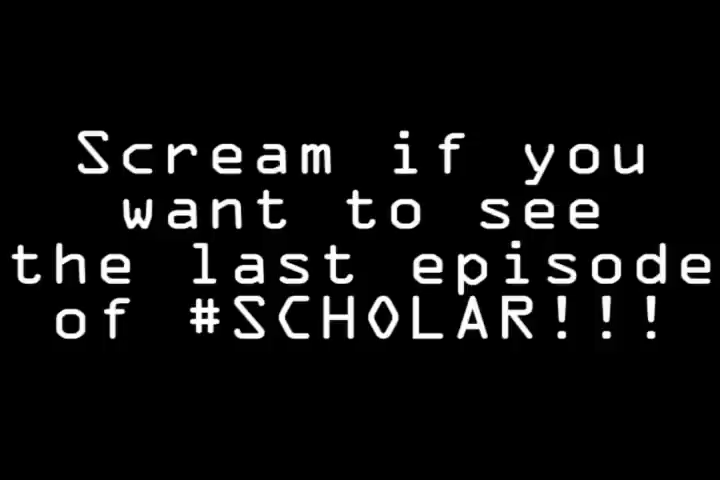 Scream if you
want to see
the last episode
of #SCHOLAR!!!